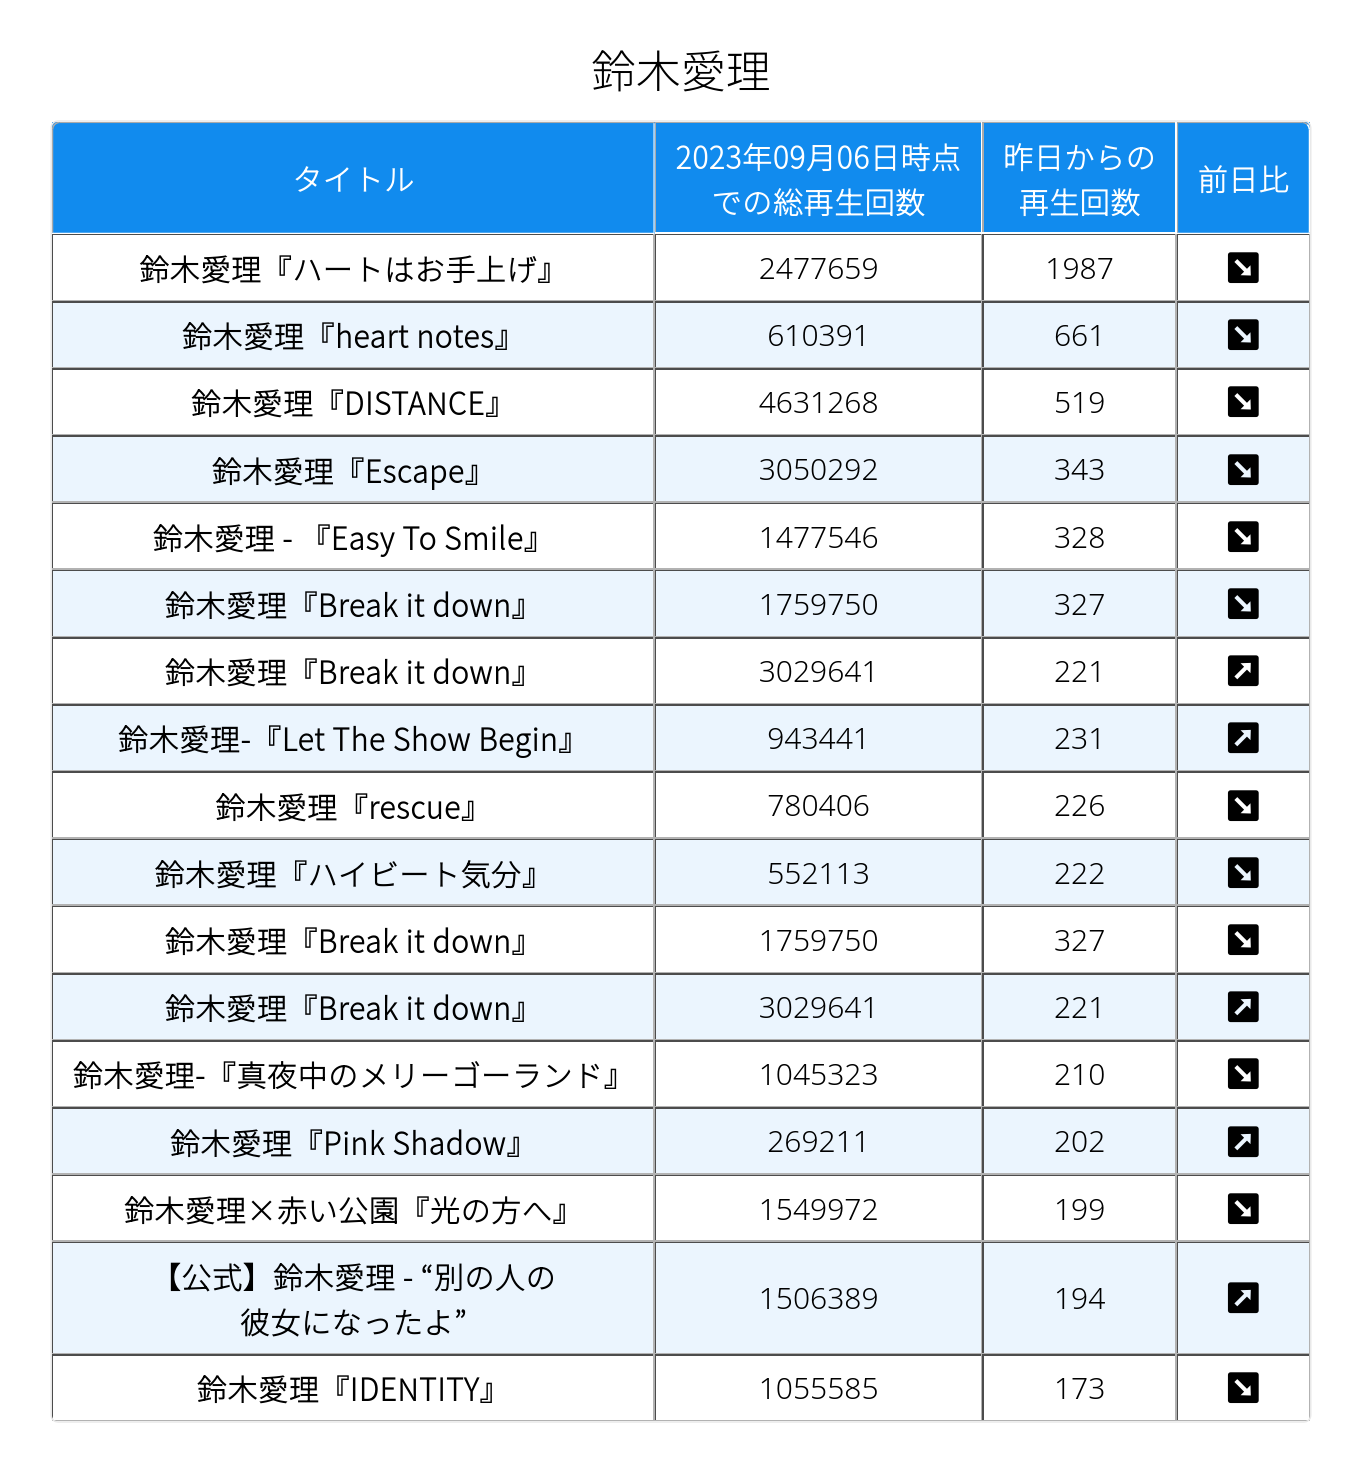 鈴木愛理
タイトル
2023年09月06日時点
での総再生回数
昨日からの
再生回数
前日比
鈴木愛理『ハートはお手上げ』 2477659 1987 ↘
鈴木愛理『heart notes』 610391 661 ↘
鈴木愛理『DISTANCE』 4631268 519 ↘
鈴木愛理『Escape』 3050292 343 ↘
鈴木愛理 - 『Easy To Smile』 1477546 328 ↘
鈴木愛理『Break it down』 1759750 327 ↘
鈴木愛理『Break it down』 3029641 221 ↗
鈴木愛理-『Let The Show Begin』 943441 231 ↗
鈴木愛理『rescue』 780406 226 ↘
鈴木愛理『ハイビート気分』 552113 222 ↘
鈴木愛理『Break it down』 1759750 327 ↘
鈴木愛理『Break it down』 3029641 221 ↗
鈴木愛理-『真夜中のメリーゴーランド』 1045323 210 ↘
鈴木愛理『Pink Shadow』 269211 202 ↗
鈴木愛理×赤い公園『光の方へ』 1549972 199 ↘
【公式】鈴木愛理 - “別の人の
彼女になったよ” 1506389 194 ↗
鈴木愛理『IDENTITY』 1055585 173 ↘